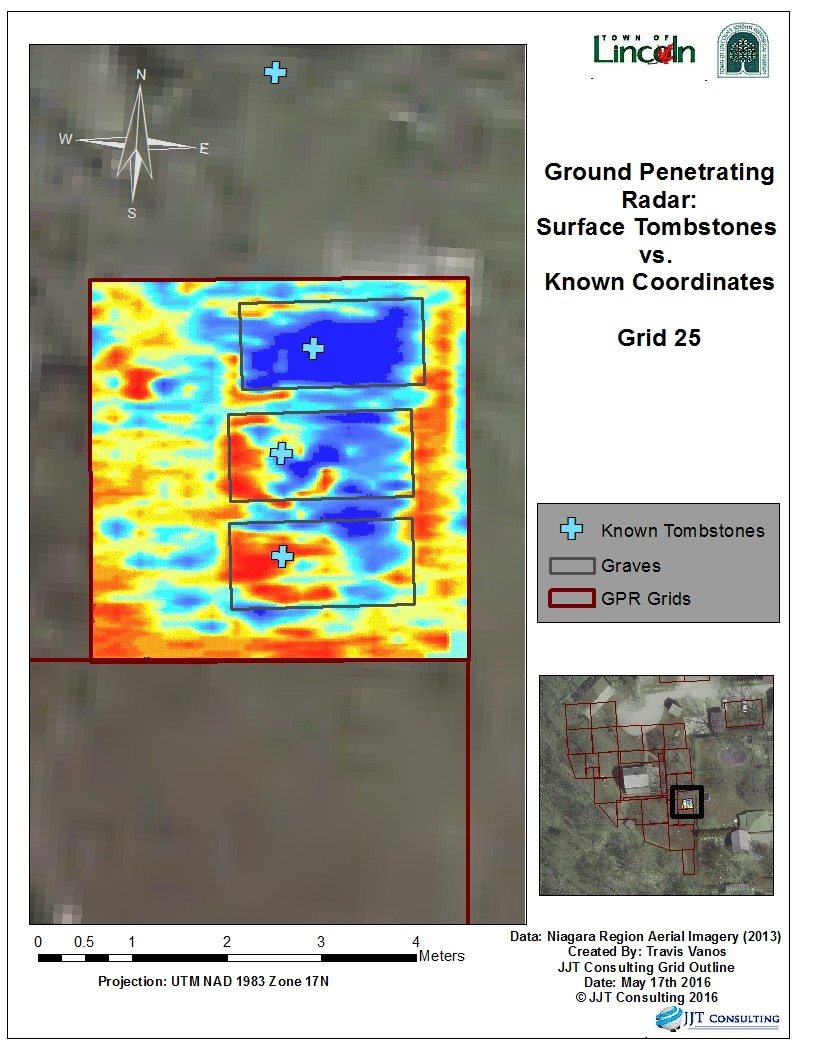 TOWN OF
Lincoln
Ground Penetrating
Radar:
Surface Tombstones
vs.
Known Coordinates
Grid 25
N
W
E
S
Known Tombstones
Graves
GPR Grids
0 0.5 1 2 3 4
Meters
Projection: UTM NAD 1983 Zone 17N
Data: Niagara Region Aerial Imagery (2013)
Created By: Travis Vanos
JJT Consulting Grid Outline
Date: May 17th 2016
© JJT Consulting 2016
JJT CONSULTING